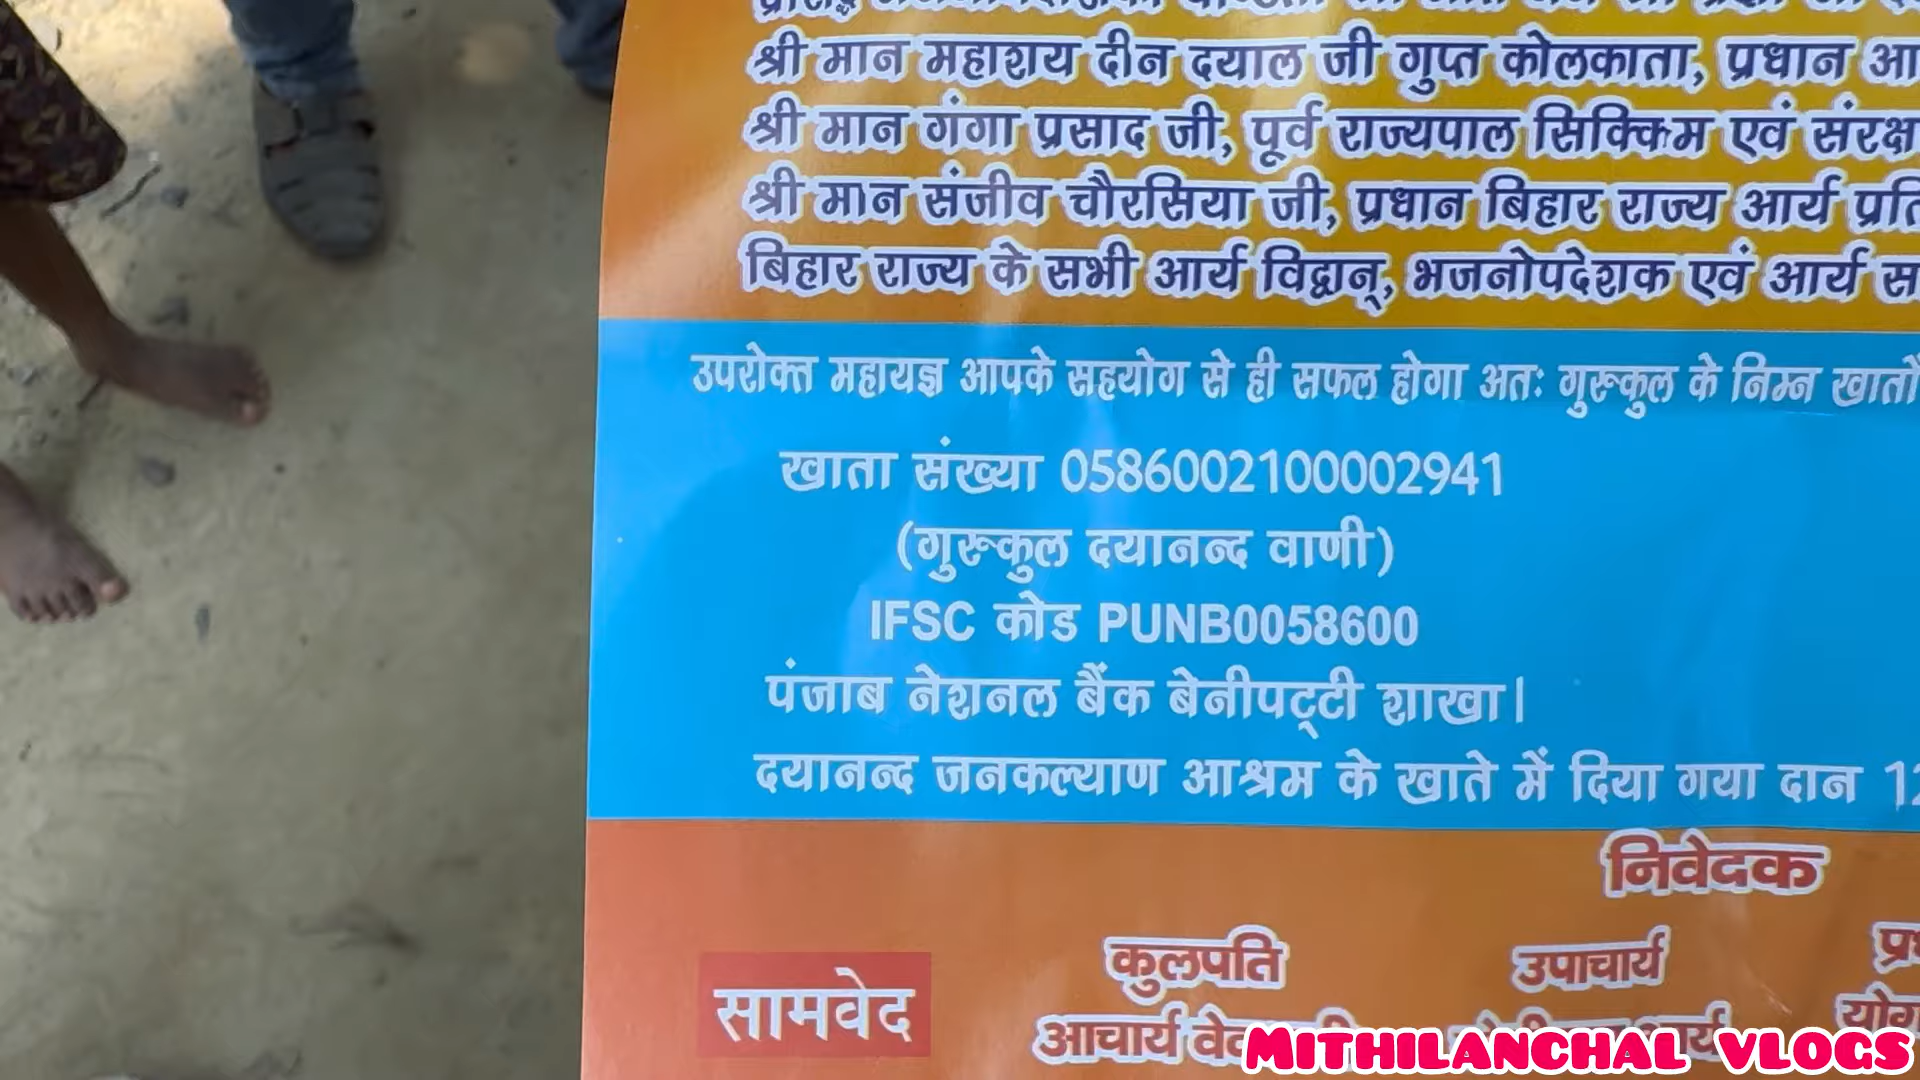 श्री मान महाशय दीन दयाल जी गुप्त कोलकाता, प्रधान
श्री मान गंगा प्रसाद जी, पूर्व राज्यपाल सिक्किम एवं
श्री मान संजीव चौरसिया जी, प्रधान बिहार राज्य आर्य
बिहार राज्य के सभी आर्य विद्वान्, भजनोपदेशक एवं आर्य
उपरोक्त महायज्ञ आपके सहयोग से ही सफल होगा अतः गुरूकुल के निम्न खातों
खाता संख्या 0586002100002941
(गुरूकुल दयानन्द वाणी)
IFSC कोड PUNB0058600
पंजाब नेशनल बैंक बेनीपट्टी शाखा|
दयानन्द जनकल्याण आश्रम के खाते में दिया गया दान
निवेदक
कुलपति उपाचार्य
सामवेद
आचार्य
MITHILANCHAL VLOGS